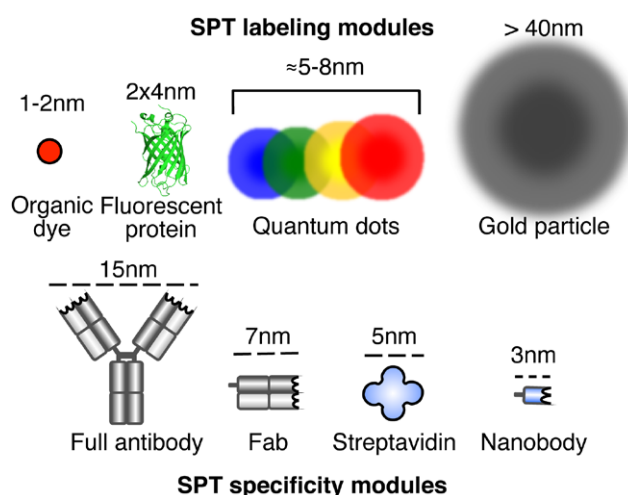 SPT labeling modules
> 40nm
≈5-8nm
1-2nm
2x4nm
Organic
dye
Fluorescent
protein
Quantum dots
Gold particle
15nm
7nm
5nm
3nm
Full antibody
Fab
Streptavidin
Nanobody
SPT specificity modules